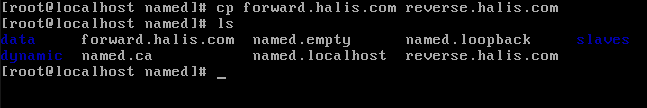 [root@localhost named]# cp forward.halis.com reverse.halis.com
[root@localhost named]# ls
data     forward.halis.com  named.empty      named.loopback     slaves
dynamic  named.ca           named.localhost  reverse.halis.com
[root@localhost named]# _